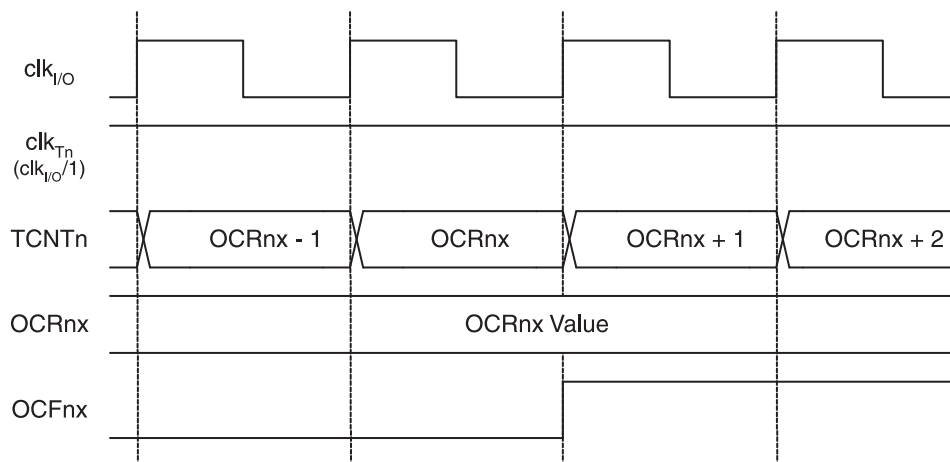 clkI/O
clkTn
(clkI/O/1)
TCNTn OCRnx - 1 OCRnx OCRnx + 1 OCRnx + 2
OCRnx OCRnx Value
OCFnx